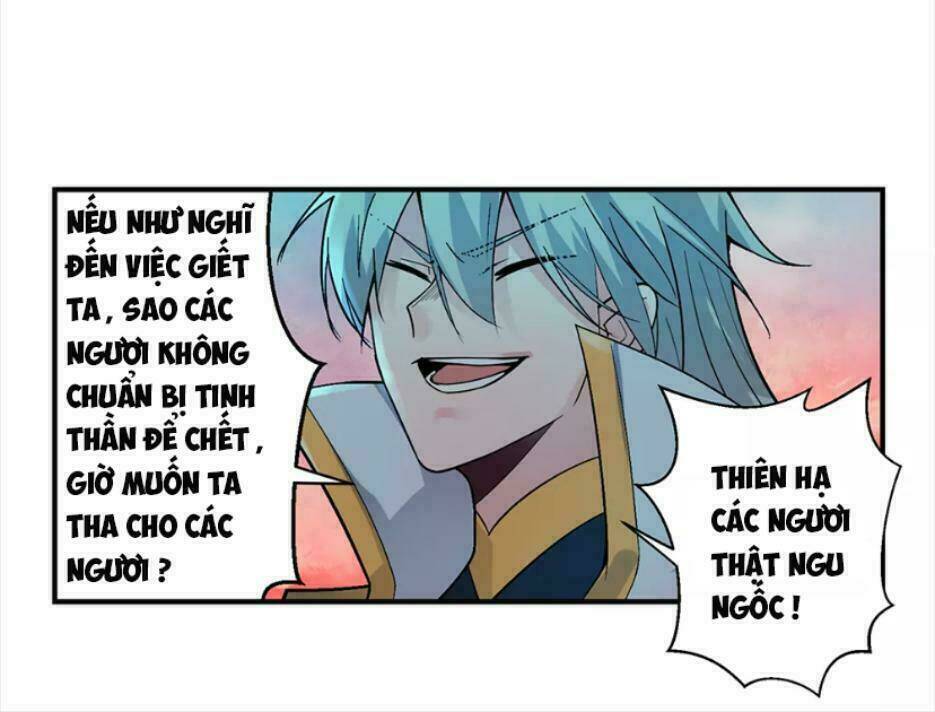 NẾU NHƯ NGHĨ
ĐẾN VIỆC GIẾT
TA, SAO CÁC
NGƯƠI KHÔNG
CHUẨN BỊ TINH
THẦN ĐỂ CHẾT,
GIỜ MUỐN TA
THA CHO CÁC
NGƯƠI?
THIÊN HẠ
CÁC NGƯƠI
THẬT NGU
NGỐC!